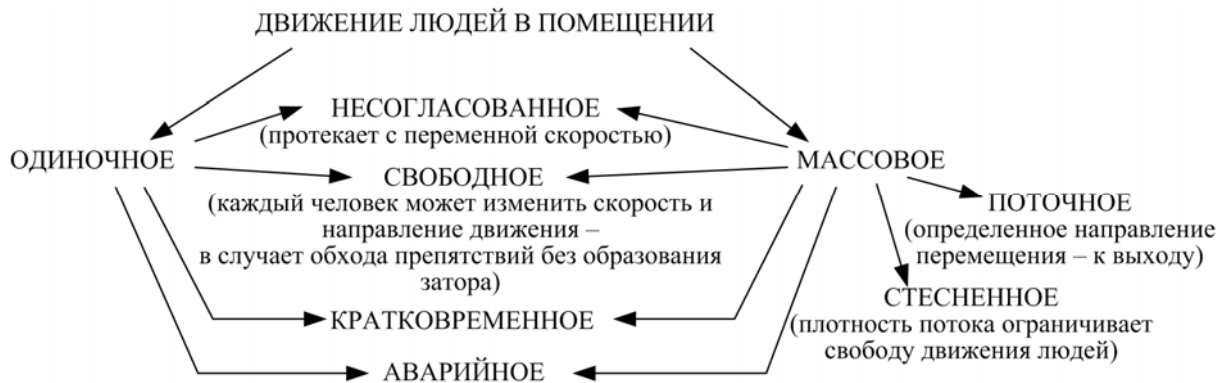 ДВИЖЕНИЕ ЛЮДЕЙ В ПОМЕЩЕНИИ
НЕСОГЛАСОВАННОЕ
(протекает с переменной скоростью)
ОДИНОЧНОЕ
МАССОВОЕ
СВОБОДНОЕ
(каждый человек может изменить скорость и
направление движения –
в случает обхода препятствий без образования
затора)
ПОТОЧНОЕ
(определенное направление
перемещения – к выходу)
СТЕСНЕННОЕ
(плотность потока ограничивает
свободу движения людей)
КРАТКОВРЕМЕННОЕ
АВАРИЙНОЕ